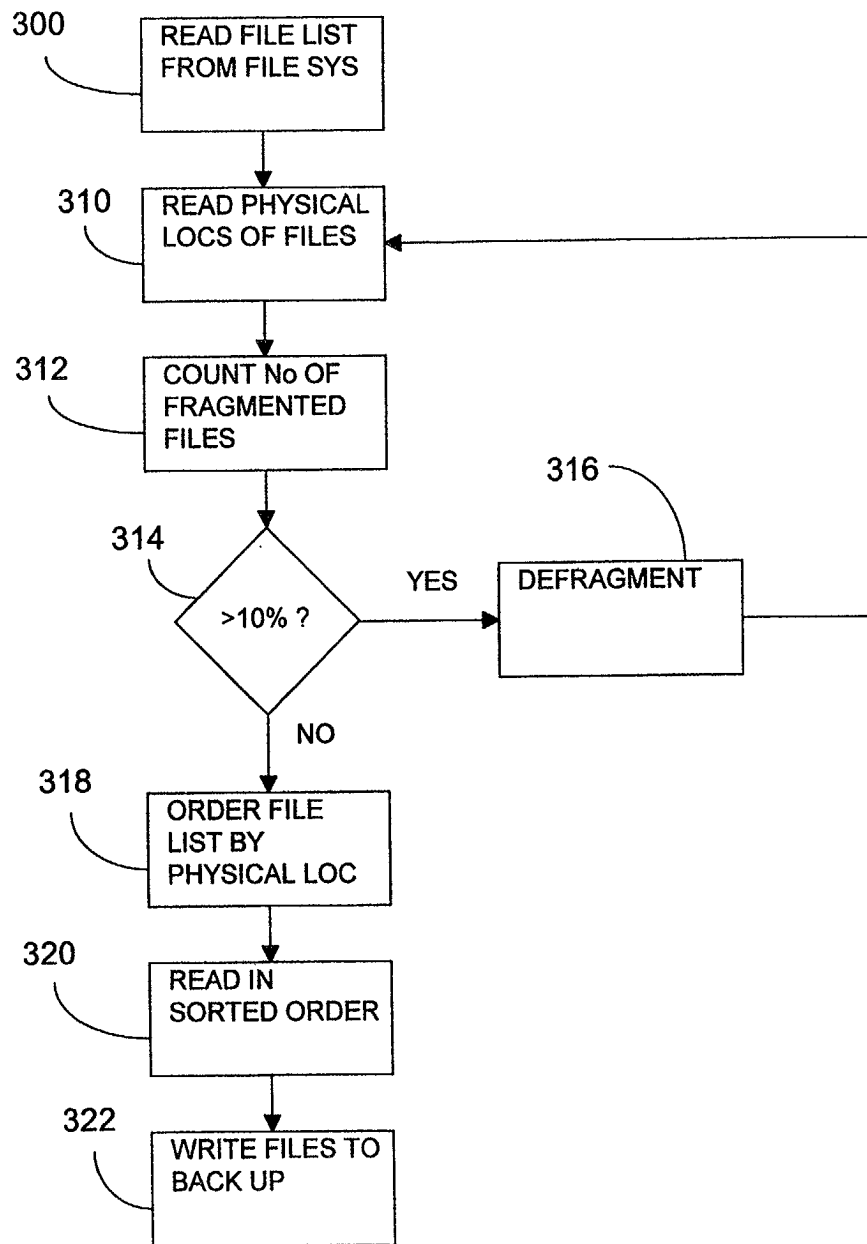 300
READ FILE LIST
FROM FILE SYS
310
READ PHYSICAL
LOCS OF FILES
312
COUNT No OF
FRAGMENTED
FILES
314
>10% ?
YES
316
DEFRAGMENT
NO
318
ORDER FILE
LIST BY
PHYSICAL LOC
320
READ IN
SORTED ORDER
322
WRITE FILES TO
BACK UP